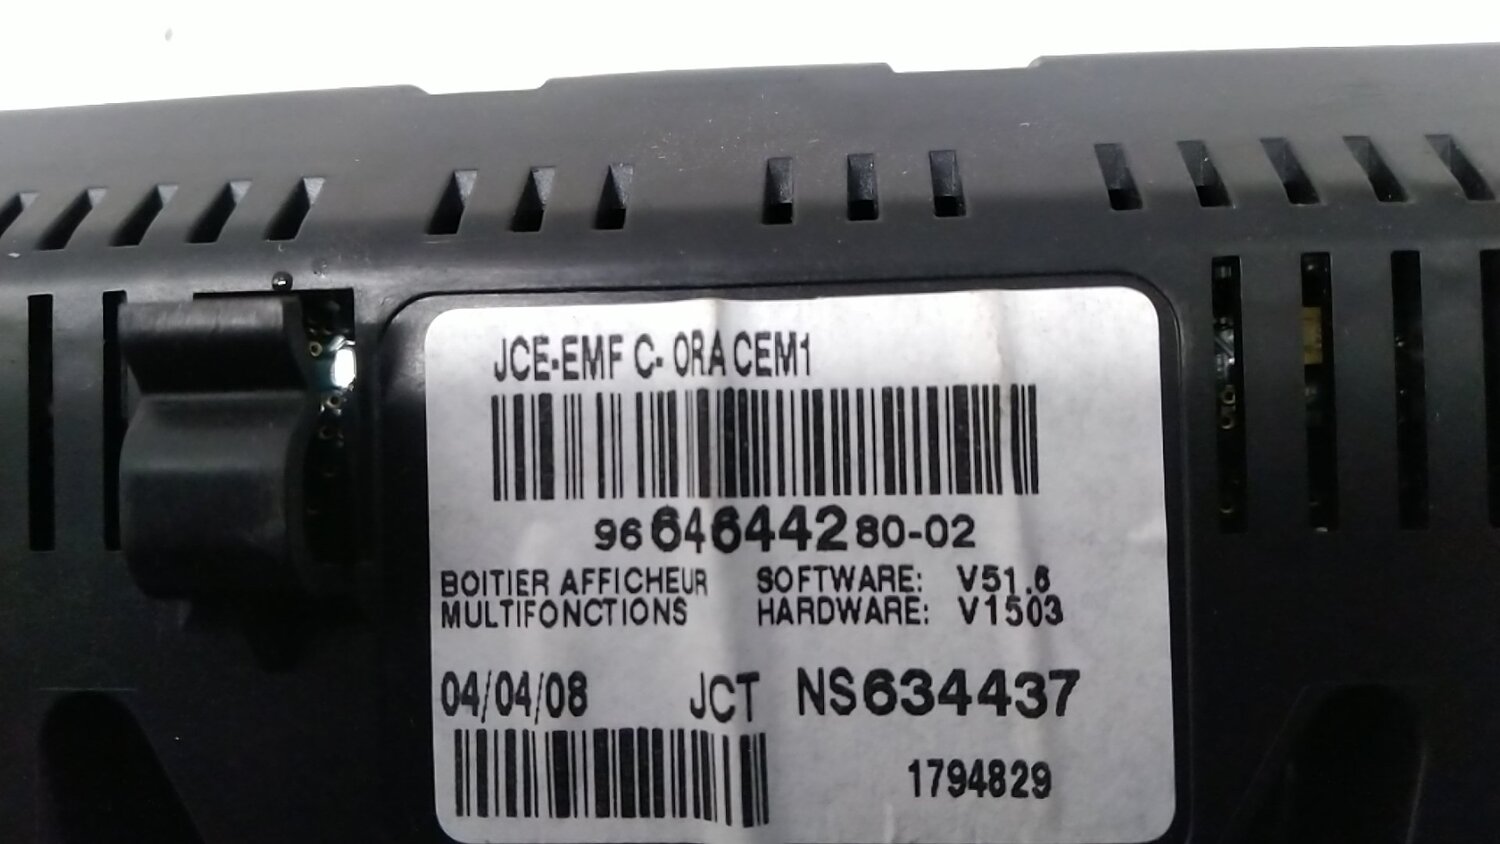 JCE-EMF C- ORA CEM1
9664644280-02
BOITIER AFFICHEUR SOFTWARE: V51.6
MULTIFONCTIONS HARDWARE: V1503
04/04/08 JCT NS634437
1794829